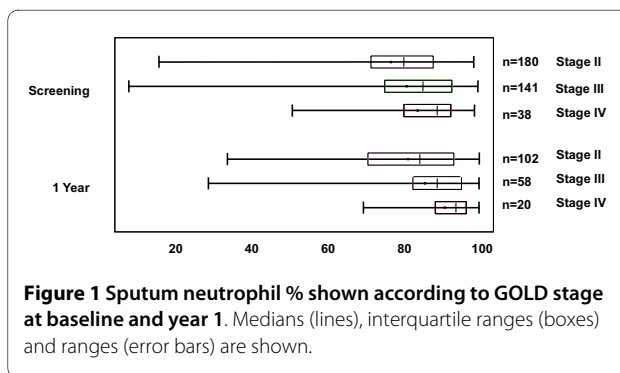 n=180 Stage II
Screening n=141 Stage III
n=38 Stage IV
n=102 Stage II
1 Year n=58 Stage III
n=20 Stage IV
20 40 60 80 100
Figure 1 Sputum neutrophil % shown according to GOLD stage
at baseline and year 1. Medians (lines), interquartile ranges (boxes)
and ranges (error bars) are shown.